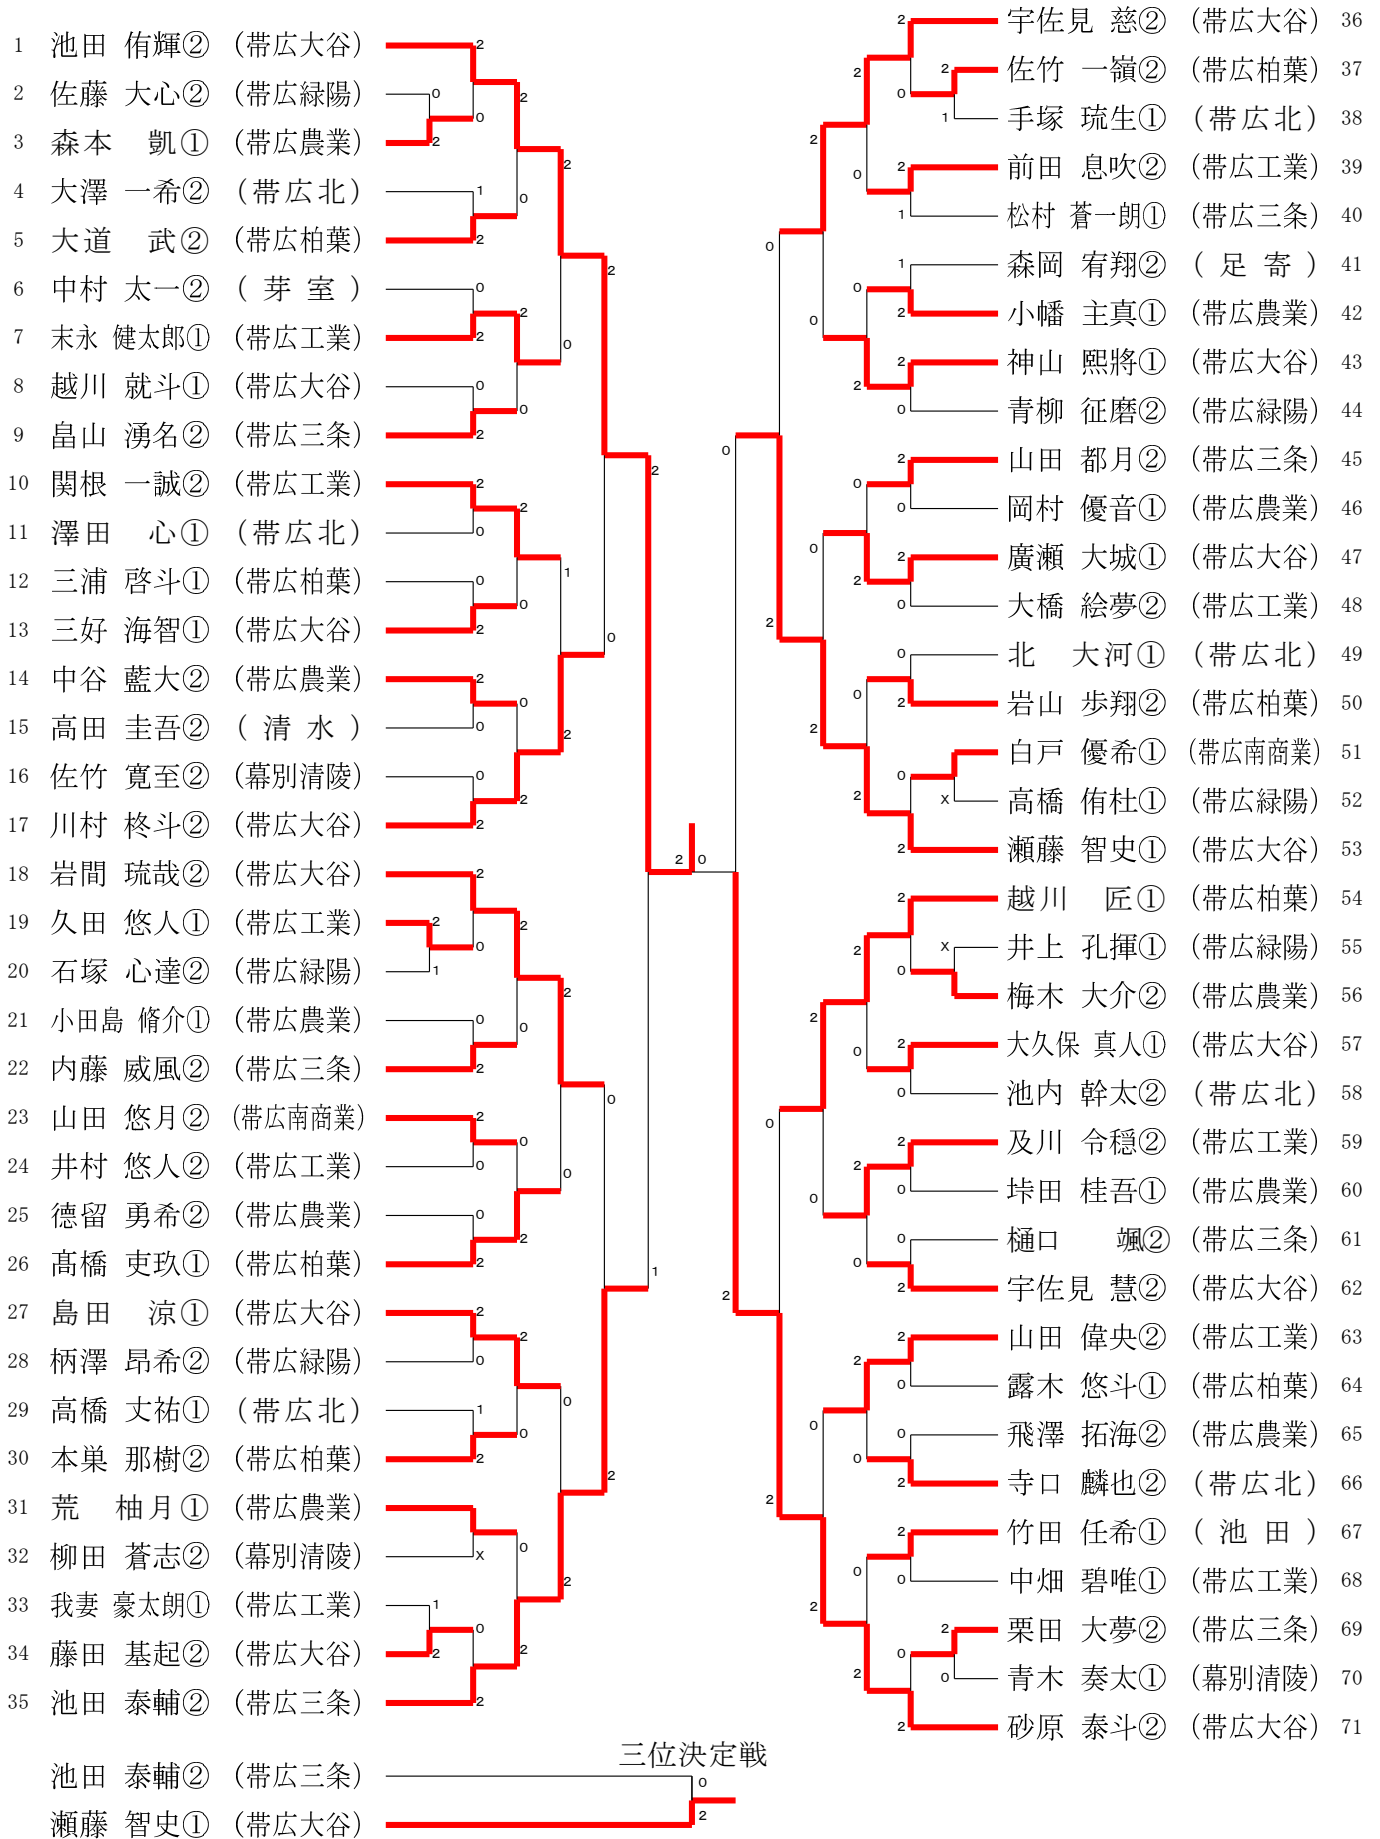 1 池田 侑輝② (帯広大谷)
2 佐藤 大心② (帯広緑陽)
3 森本 凱① (帯広農業)
4 大澤 一希② (帯広北)
5 大道 武② (帯広柏葉)
6 中村 太一② (芽室)
7 末永 健太郎① (帯広工業)
8 越川 就斗① (帯広大谷)
9 畠山 湧名② (帯広三条)
10 関根 一誠② (帯広工業)
11 澤田 心① (帯広北)
12 三浦 啓斗① (帯広柏葉)
13 三好 海智① (帯広大谷)
14 中谷 藍大② (帯広農業)
15 高田 圭吾② (清水)
16 佐竹 寛至② (幕別清陵)
17 川村 柊斗② (帯広大谷)
18 岩間 琉哉② (帯広大谷)
19 久田 悠人① (帯広工業)
20 石塚 心達② (帯広緑陽)
21 小田島 脩介① (帯広農業)
22 内藤 威風② (帯広三条)
23 山田 悠月② (帯広南商業)
24 井村 悠人② (帯広工業)
25 徳留 勇希② (帯広農業)
26 髙橋 吏玖① (帯広柏葉)
27 島田 涼① (帯広大谷)
28 柄澤 昂希② (帯広緑陽)
29 高橋 丈祐① (帯広北)
30 本巣 那樹② (帯広柏葉)
31 荒 柚月① (帯広農業)
32 柳田 蒼志② (幕別清陵)
33 我妻 豪太朗① (帯広工業)
34 藤田 基起② (帯広大谷)
35 池田 泰輔② (帯広三条)
宇佐見 慈② (帯広大谷) 36
佐竹 一嶺② (帯広柏葉) 37
手塚 琉生① (帯広北) 38
前田 息吹② (帯広工業) 39
松村 蒼一朗① (帯広三条) 40
森岡 宥翔② (足寄) 41
小幡 主真① (帯広農業) 42
神山 熙將① (帯広大谷) 43
青柳 征磨② (帯広緑陽) 44
山田 都月② (帯広三条) 45
岡村 優音① (帯広農業) 46
廣瀬 大城① (帯広大谷) 47
大橋 絵夢② (帯広工業) 48
北 大河① (帯広北) 49
岩山 歩翔② (帯広柏葉) 50
白戸 優希① (帯広南商業) 51
高橋 侑杜① (帯広緑陽) 52
瀬藤 智史① (帯広大谷) 53
越川 匠① (帯広柏葉) 54
井上 孔揮① (帯広緑陽) 55
梅木 大介② (帯広農業) 56
大久保 真人① (帯広大谷) 57
池内 幹太② (帯広北) 58
及川 令穏② (帯広工業) 59
垰田 桂吾① (帯広農業) 60
樋口 颯② (帯広三条) 61
宇佐見 慧② (帯広大谷) 62
山田 偉央② (帯広工業) 63
露木 悠斗① (帯広柏葉) 64
飛澤 拓海② (帯広農業) 65
寺口 麟也② (帯広北) 66
竹田 任希① (池田) 67
中畑 碧唯① (帯広工業) 68
栗田 大夢② (帯広三条) 69
青木 奏太① (幕別清陵) 70
砂原 泰斗② (帯広大谷) 71
三位決定戦
池田 泰輔② (帯広三条) 0
瀬藤 智史① (帯広大谷) 2